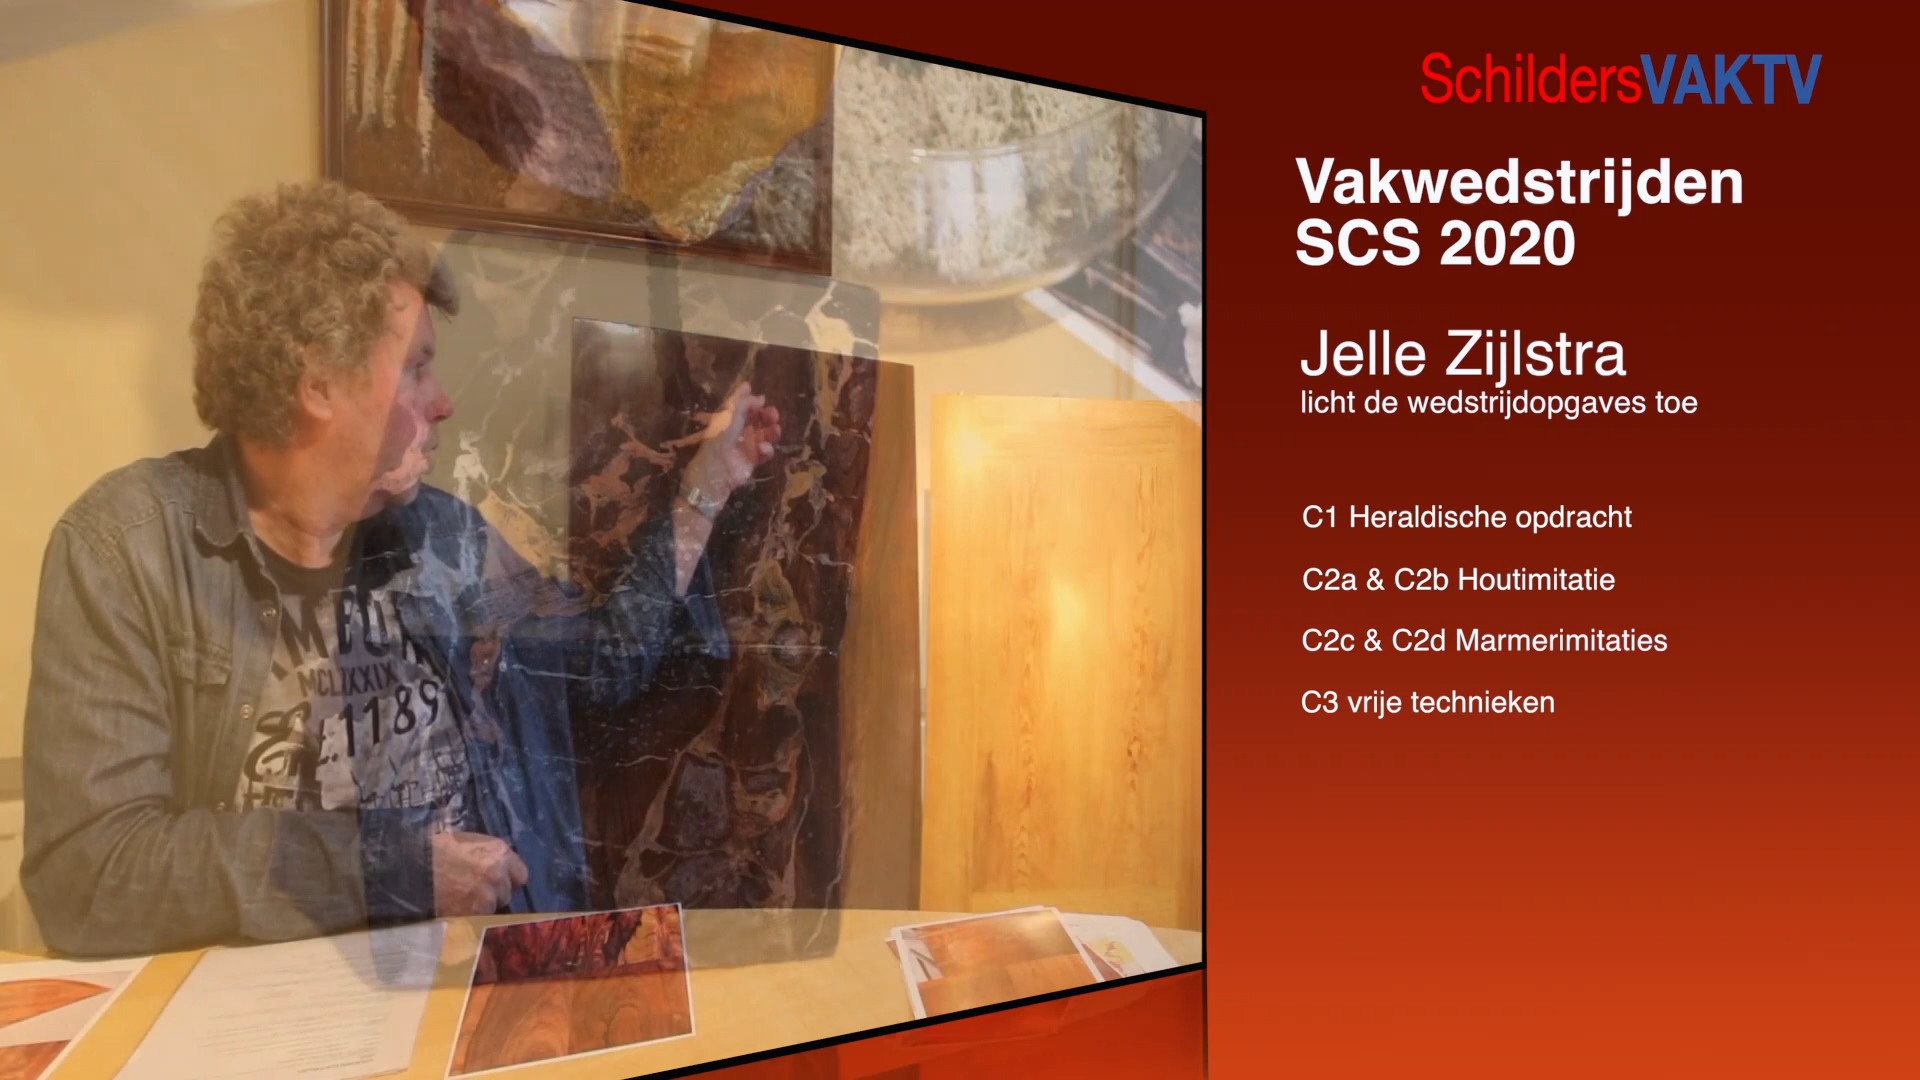 SchildersVAKTV
Vakwedstrijden
SCS 2020
Jelle Zijlstra
licht de wedstrijdopgaves toe
C1 Heraldische opdracht
C2a & C2b Houtimitatie
C2c & C2d Marmerimitaties
C3 vrije technieken
MCLXXXIX
1189